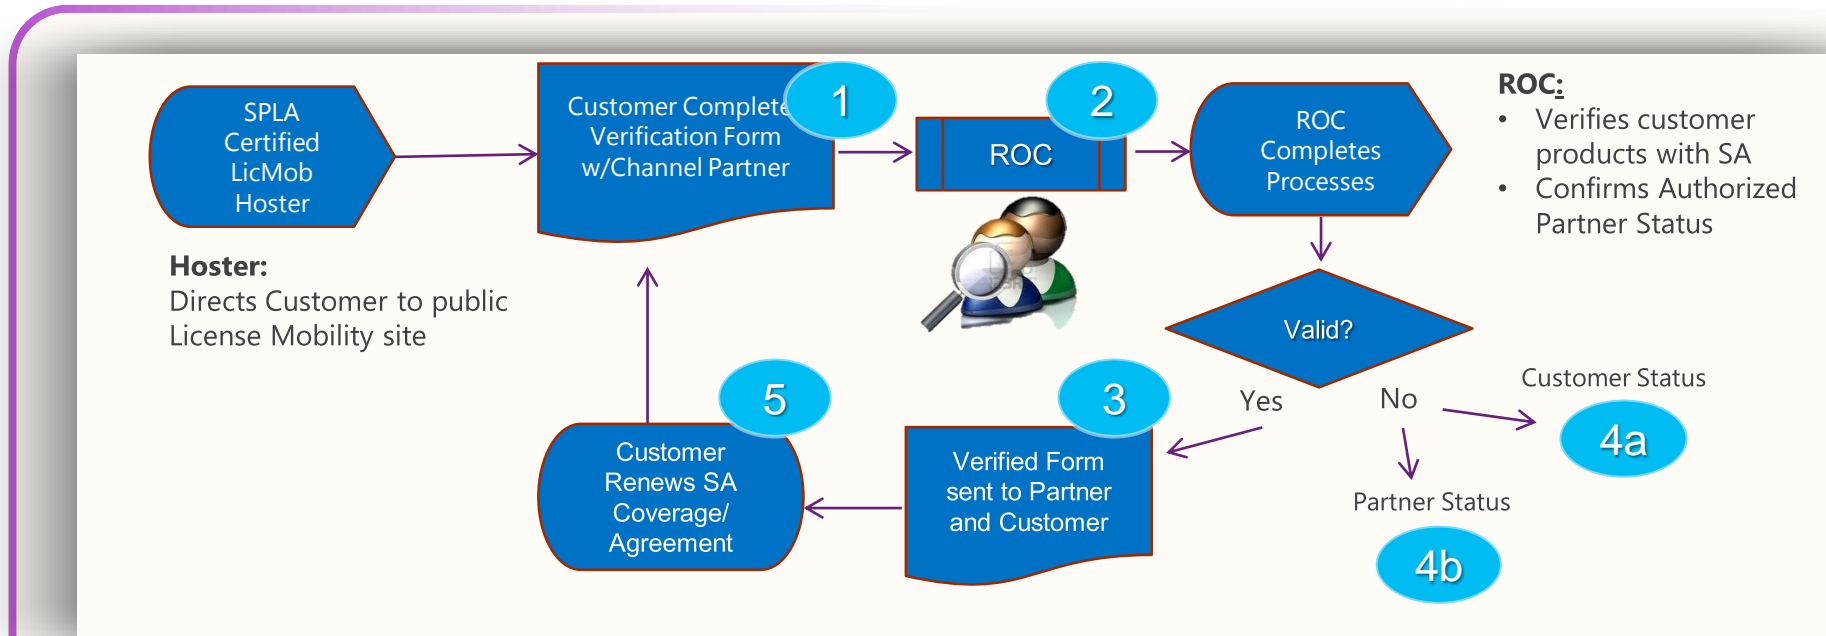 SPLA
Certified
LicMob
Hoster
Hoster:
Directs Customer to public
License Mobility site
Customer Complete
Verification Form
w/Channel Partner
1
ROC
2
ROC
Completes
Processes
ROC:
• Verifies customer
products with SA
• Confirms Authorized
Partner Status
Valid?
Yes
No
Customer Status
4a
Partner Status
4b
3
Verified Form
sent to Partner
and Customer
5
Customer
Renews SA
Coverage/
Agreement